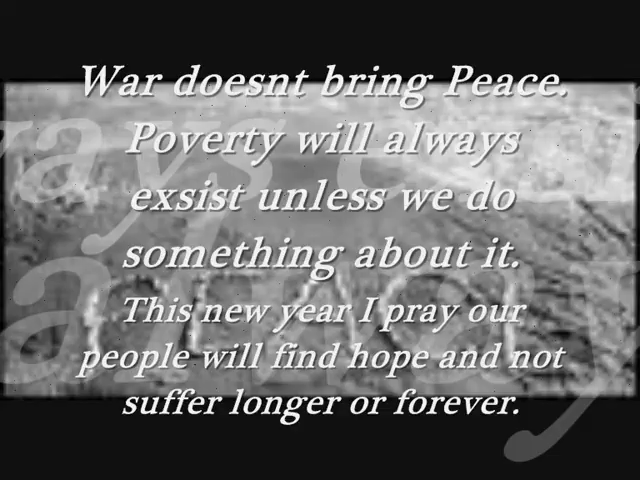 War doesnt bring Peace.
Poverty will always
exsist unless we do
something about it.
This new year I pray our
people will find hope and not
suffer longer or forever.